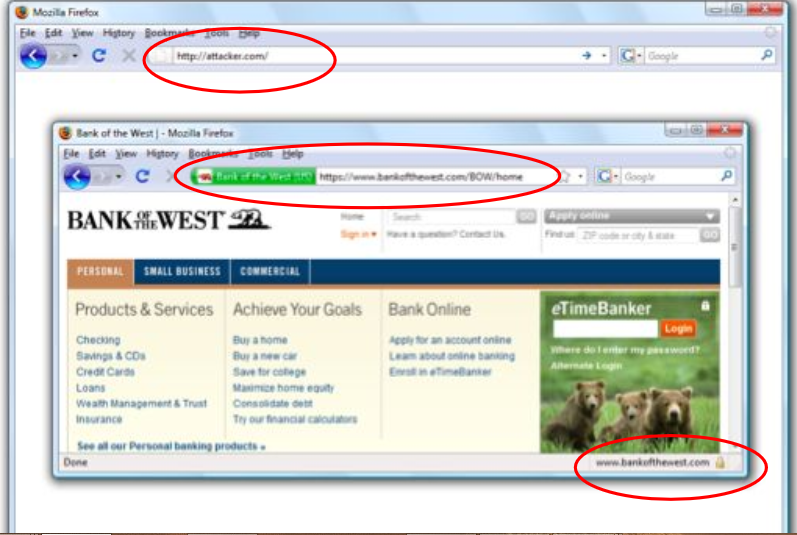 Mozilla Firefox
File Edit View History Bookmarks Tools Help
http://attacker.com/
Google
Bank of the West | - Mozilla Firefox
File Edit View History Bookmarks Tools Help
Bank of the West (US) https://www.bankofthewest.com/BOW/home
Google
BANK OF THE WEST
Home Search GO Apply online
Sign in Have a question? Contact Us. Find us ZIP code or city & state GO
PERSONAL SMALL BUSINESS COMMERCIAL
Products & Services Achieve Your Goals Bank Online eTimeBanker
Checking Buy a home Apply for an account online Login
Savings & CDs Buy a new car Learn about online banking Where do I enter my password?
Credit Cards Save for college Enroll in eTimeBanker Alternate Login
Loans Maximize home equity
Wealth Management & Trust Consolidate debt
Insurance Try our financial calculators
See all our Personal banking products »
Done www.bankofthewest.com